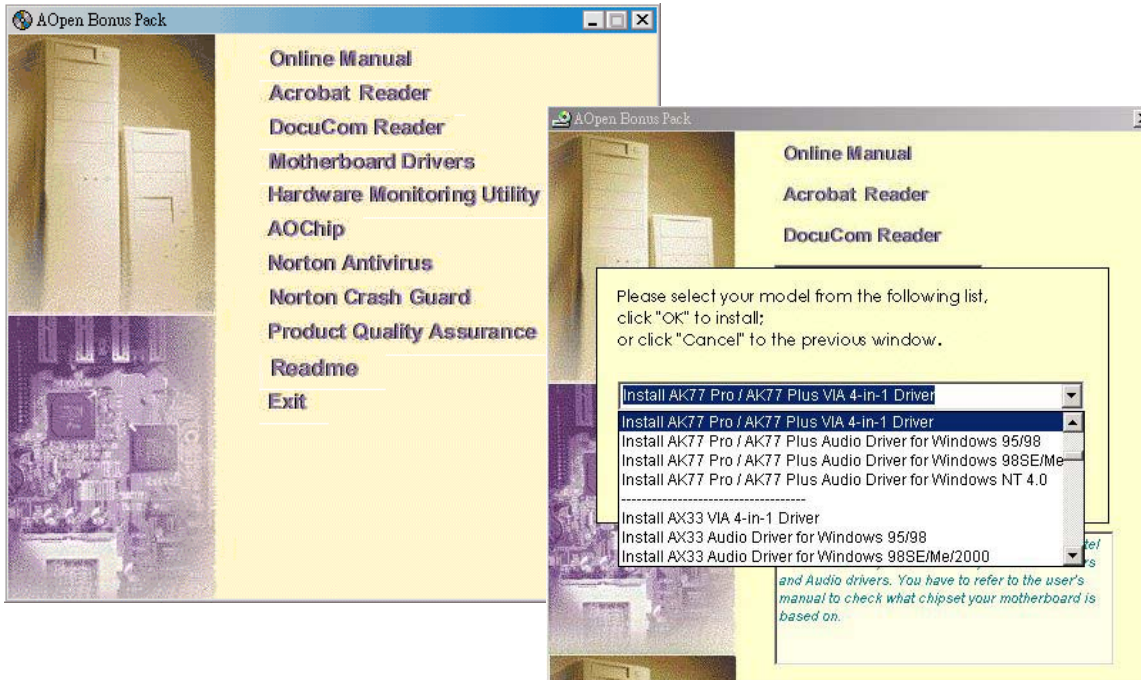 AOpen Bonus Pack
Online Manual
Acrobat Reader
DocuCom Reader
Motherboard Drivers
Hardware Monitoring Utility
AOChip
Norton Antivirus
Norton Crash Guard
Product Quality Assurance
Readme
Exit
AOpen Bonus Pack
Online Manual
Acrobat Reader
DocuCom Reader
Please select your model from the following list,
click "OK" to install;
or click "Cancel" to the previous window.
Install AK77 Pro / AK77 Plus VIA 4-in-1 Driver
Install AK77 Pro / AK77 Plus VIA 4-in-1 Driver
Install AK77 Pro / AK77 Plus Audio Driver for Windows 95/98
Install AK77 Pro / AK77 Plus Audio Driver for Windows 98SE/Me
Install AK77 Pro / AK77 Plus Audio Driver for Windows NT 4.0
------------------------------------
Install AX33 VIA 4-in-1 Driver
Install AX33 Audio Driver for Windows 95/98
Install AX33 Audio Driver for Windows 98SE/Me/2000
and Audio drivers. You have to refer to the user's
manual to check what chipset your motherboard is
based on.